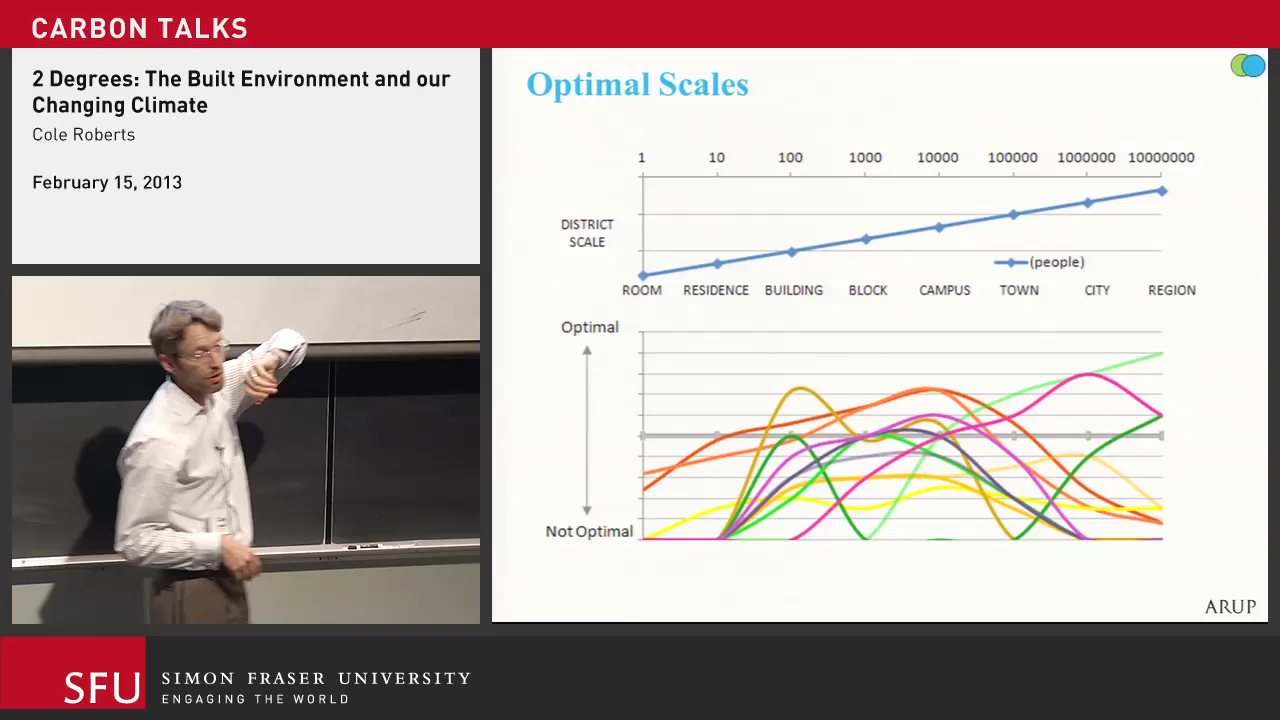 CARBON TALKS
2 Degrees: The Built Environment and our
Changing Climate
Cole Roberts
February 15, 2013
Optimal Scales
1 10 100 1000 10000 100000 1000000 10000000
DISTRICT
SCALE
(people)
ROOM RESIDENCE BUILDING BLOCK CAMPUS TOWN CITY REGION
Optimal
Not Optimal
ARUP
SFU
SIMON FRASER UNIVERSITY
ENGAGING THE WORLD